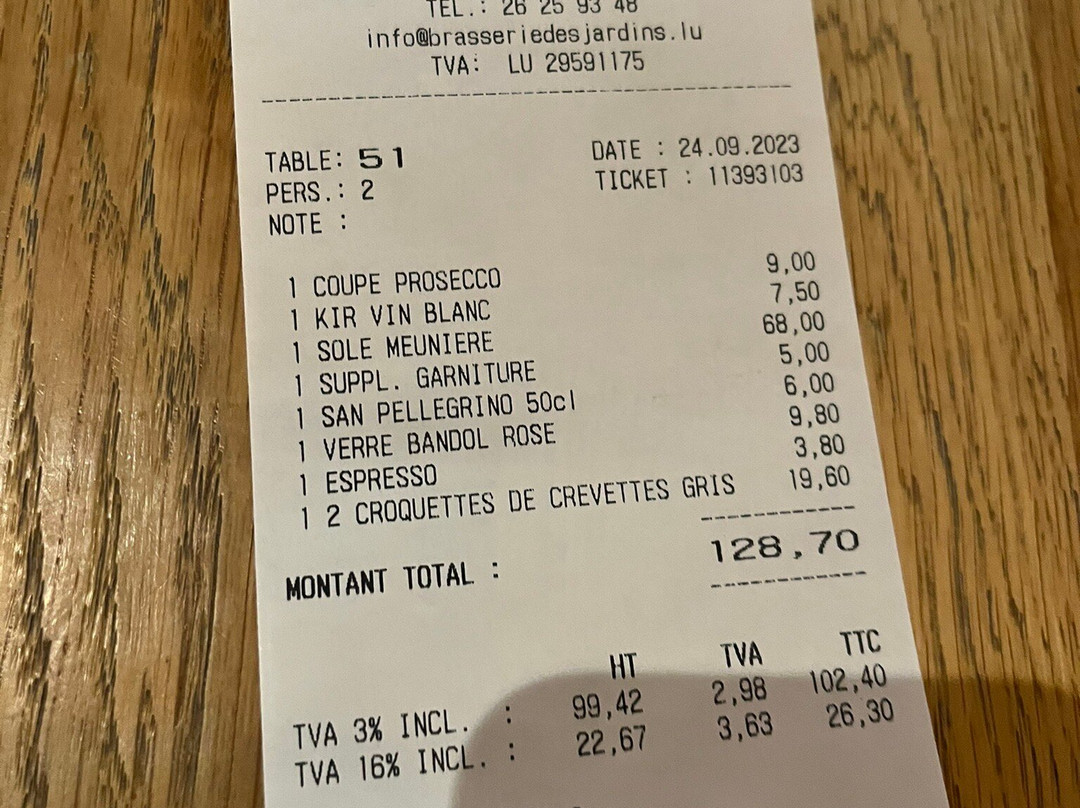 TEL.: 26 25 93 48
info@brasseriedesjardins.lu
TVA: LU 29591175
TABLE: 51
DATE : 24.09.2023
PERS.: 2
TICKET : 11393103
NOTE :
1 COUPE PROSECCO 9,00
1 KIR VIN BLANC 7,50
1 SOLE MEUNIERE 68,00
1 SUPPL. GARNITURE 5,00
1 SAN PELLEGRINO 50cl 6,00
1 VERRE BANDOL ROSE 9,80
1 ESPRESSO 3,80
1 2 CROQUETTES DE CREVETTES GRIS 19,60
MONTANT TOTAL : 128,70
HT TVA TTC
TVA 3% INCL. : 99,42 2,98 102,40
TVA 16% INCL. : 22,67 3,63 26,30